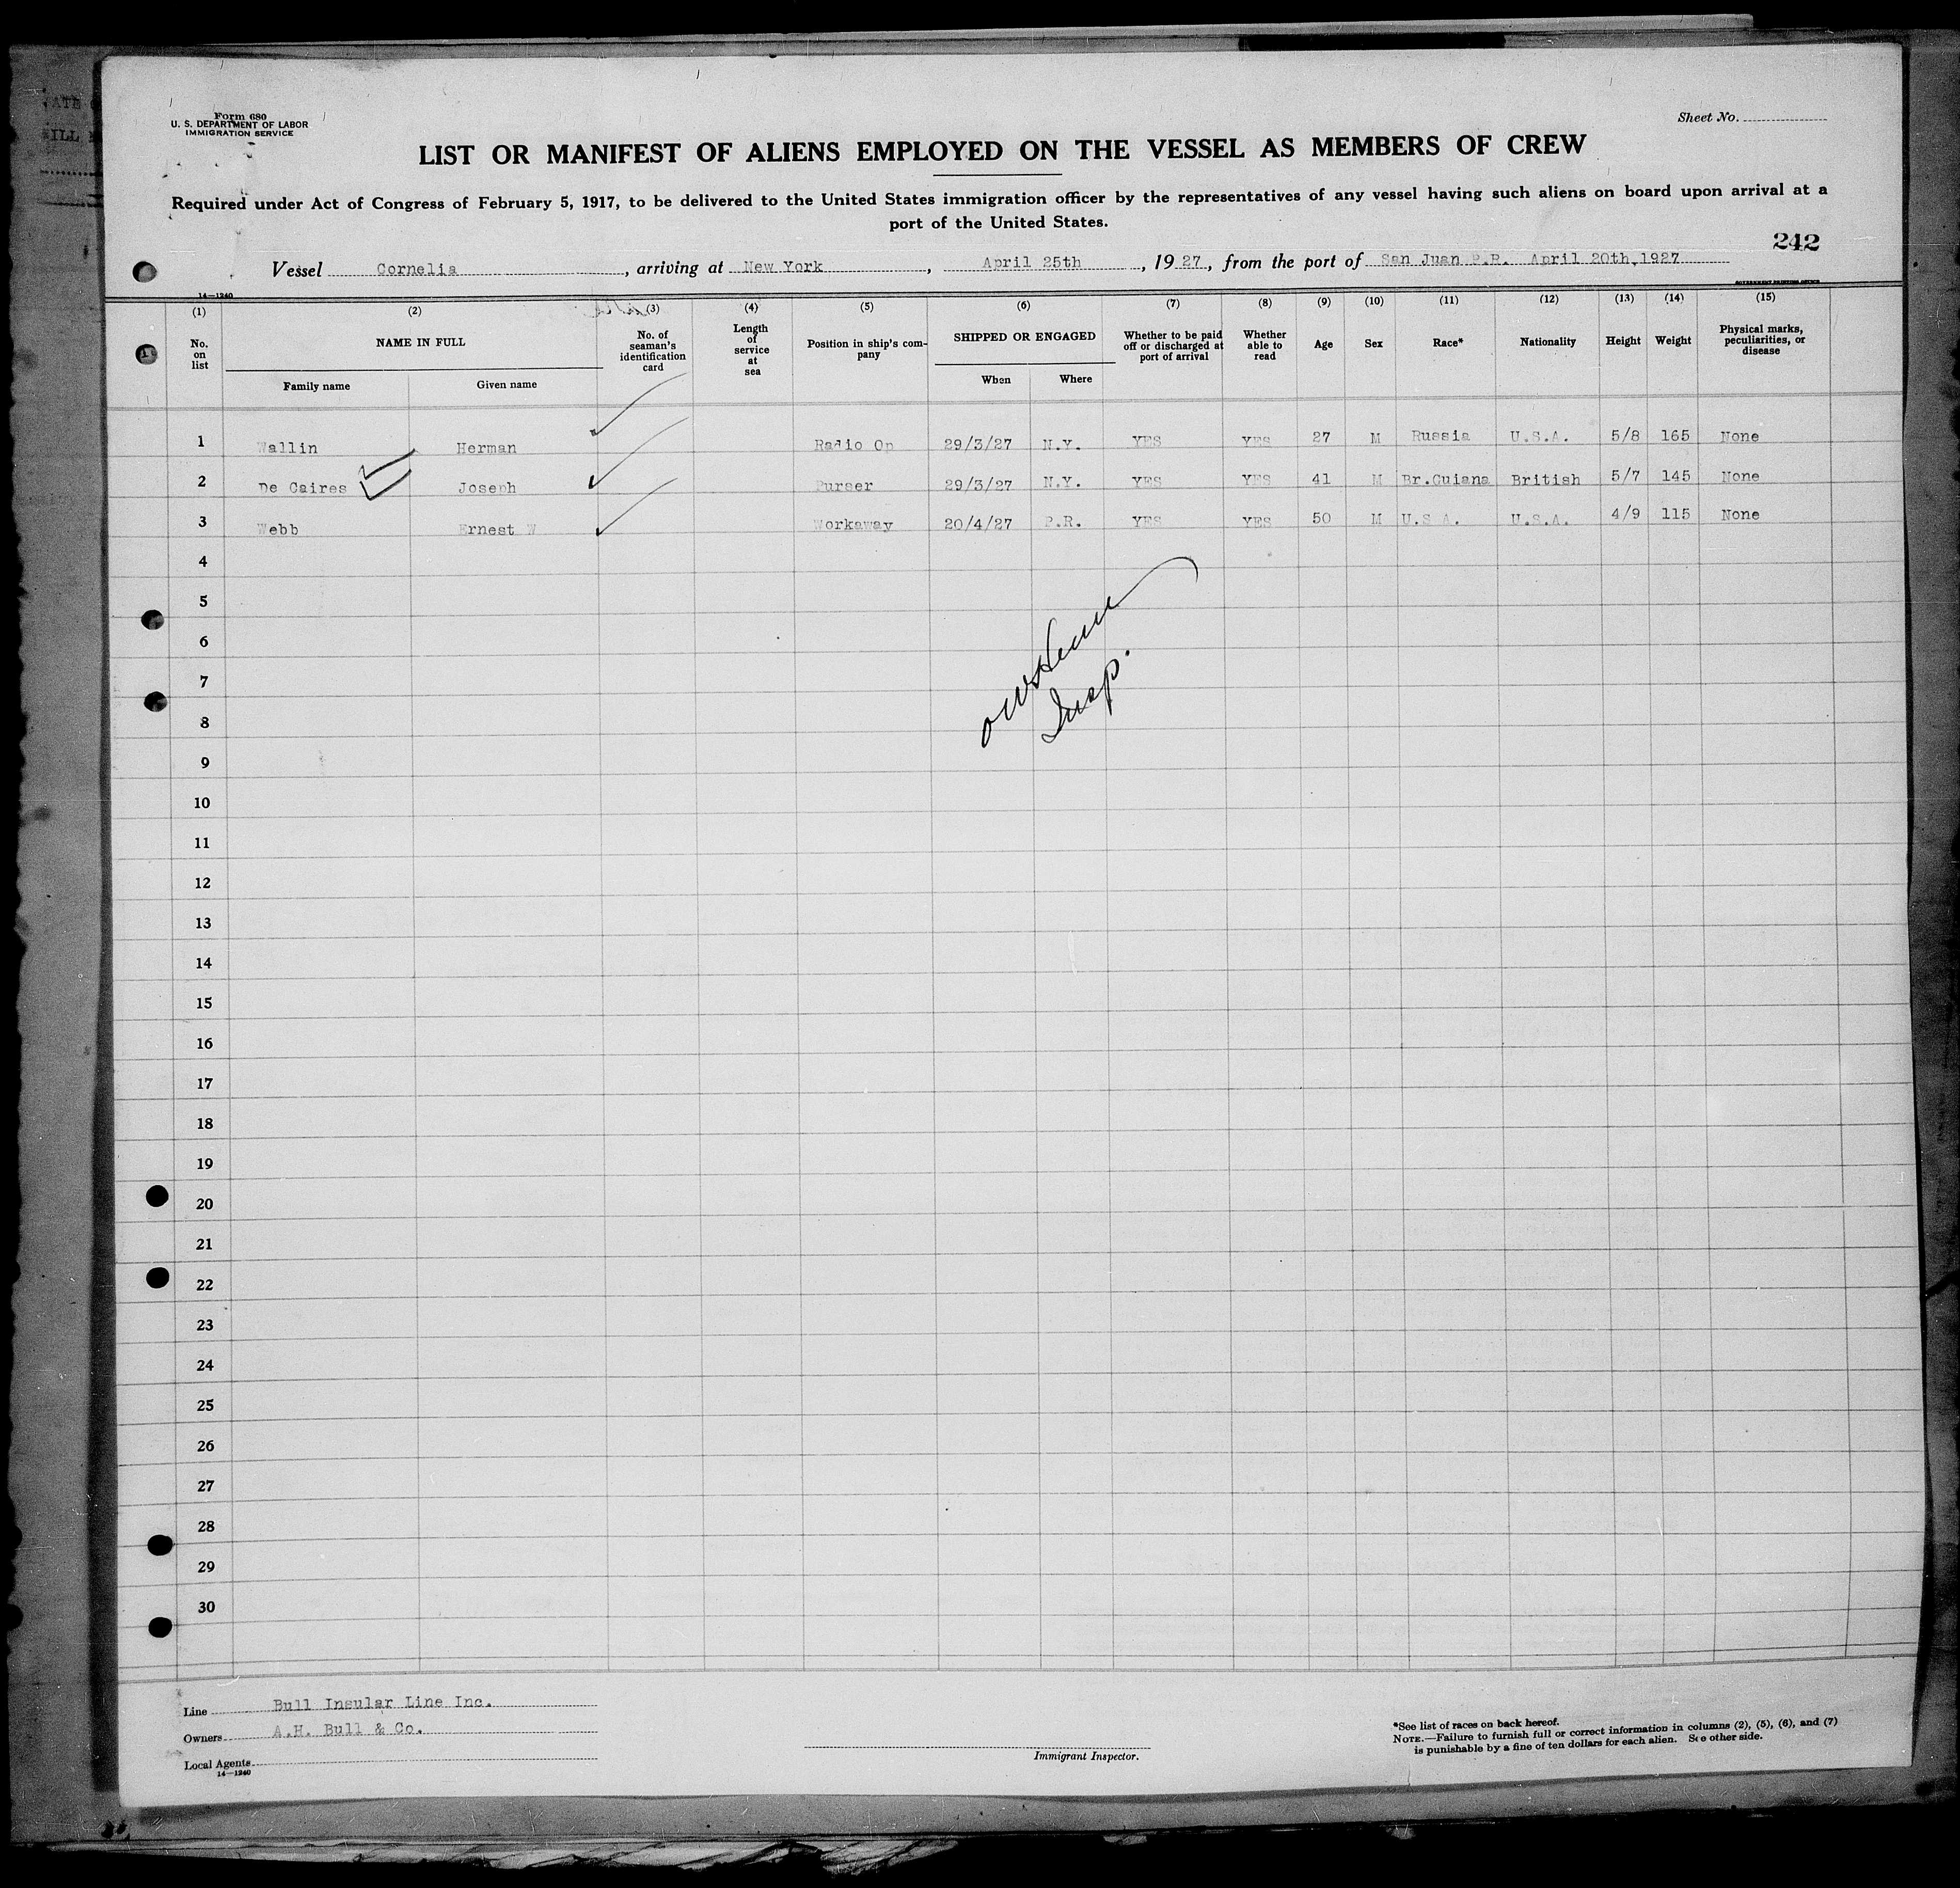 Form 680
U. S. DEPARTMENT OF LABOR
IMMIGRATION SERVICE
Sheet No.
LIST OR MANIFEST OF ALIENS EMPLOYED ON THE VESSEL AS MEMBERS OF CREW
Required under Act of Congress of February 5, 1917, to be delivered to the United States immigration officer by the representatives of any vessel having such aliens on board upon arrival at a
port of the United States.
242
Vessel Cornelia, arriving at New York, April 25th, 1927, from the port of San Juan P.R. April 20th,1927
14—1240
GOVERNMENT PRINTING OFFICE
(1) (2) (3) (4) (5) (6) (7) (8) (9) (10) (11) (12) (13) (14) (15)
No. on list NAME IN FULL No. of seaman's identification card Length of service at sea Position in ship's company SHIPPED OR ENGAGED Whether to be paid off or discharged at port of arrival Whether able to read Age Sex Race* Nationality Height Weight Physical marks, peculiarities, or disease
Family name Given name When Where
1 Wallin Herman Radio Op 29/3/27 N.Y. YES YES 27 M Russia U.S.A. 5/8 165 None
2 De Caires Joseph Purser 29/3/27 N.Y. YES YES 41 M Br.Guiana British 5/7 145 None
3 Webb Ernest W Workaway 20/4/27 P.R. YES YES 50 M U.S.A. U.S.A. 4/9 115 None
4
5
6
7
Insp.
8
9
10
11
12
13
14
15
16
17
18
19
20
21
22
23
24
25
26
27
28
29
30
Line Bull Insular Line Inc.
Owners A.H. Bull & Co.
Local Agents
14—1240
Immigrant Inspector.
*See list of races on back hereof.
NOTE.—Failure to furnish full or correct information in columns (2), (5), (6), and (7)
is punishable by a fine of ten dollars for each alien. See other side.